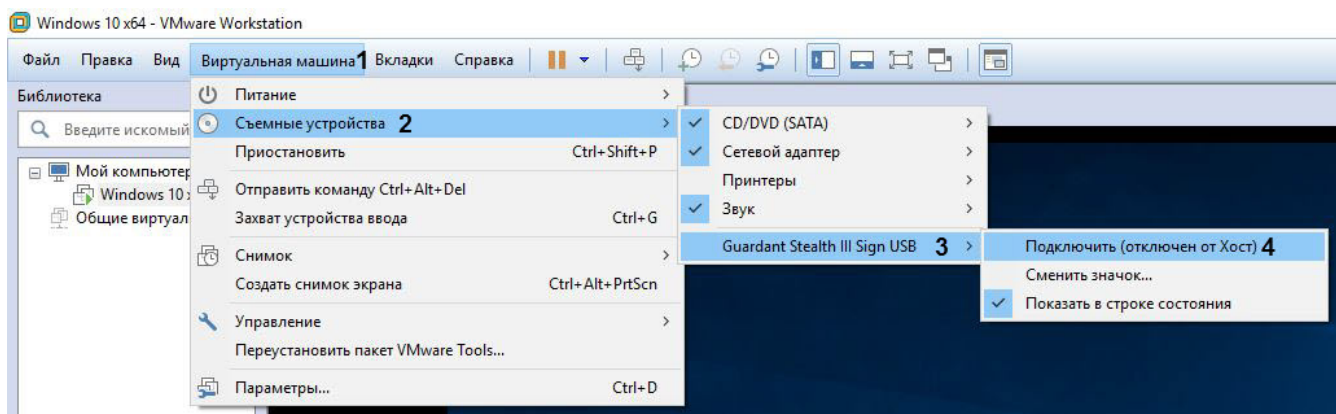 Windows 10 x64 - VMware Workstation
Файл Правка Вид Виртуальная машина 1 Вкладки Справка
Библиотека
Введите искомый
Мой компьютер
Windows 10
Общие виртуал
Питание
Съемные устройства 2
Приостановить Ctrl+Shift+P
Отправить команду Ctrl+Alt+Del
Захват устройства ввода Ctrl+G
Снимок
Создать снимок экрана Ctrl+Alt+PrtScn
Управление
Переустановить пакет VMware Tools...
Параметры... Ctrl+D
CD/DVD (SATA)
Сетевой адаптер
Принтеры
Звук
Guardant Stealth III Sign USB 3
Подключить (отключен от Хост) 4
Сменить значок...
Показать в строке состояния